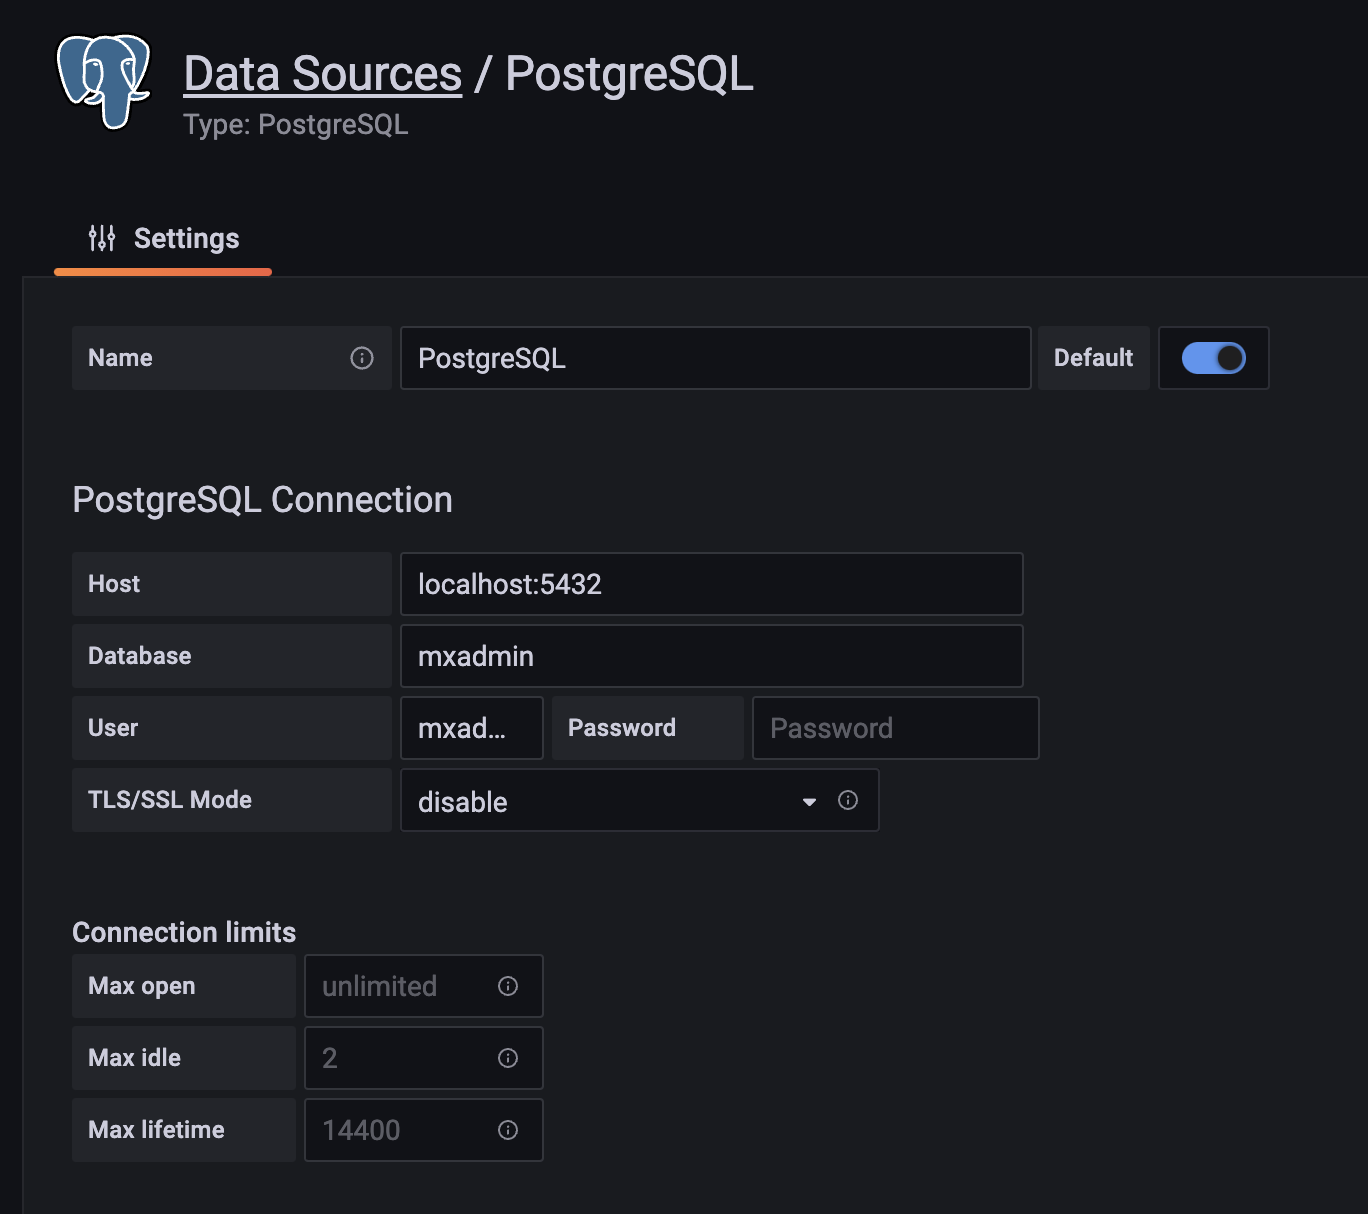 Data Sources / PostgreSQL
Type: PostgreSQL
Settings
Name PostgreSQL Default
PostgreSQL Connection
Host localhost:5432
Database mxadmin
User mxad... Password Password
TLS/SSL Mode disable
Connection limits
Max open unlimited
Max idle 2
Max lifetime 14400